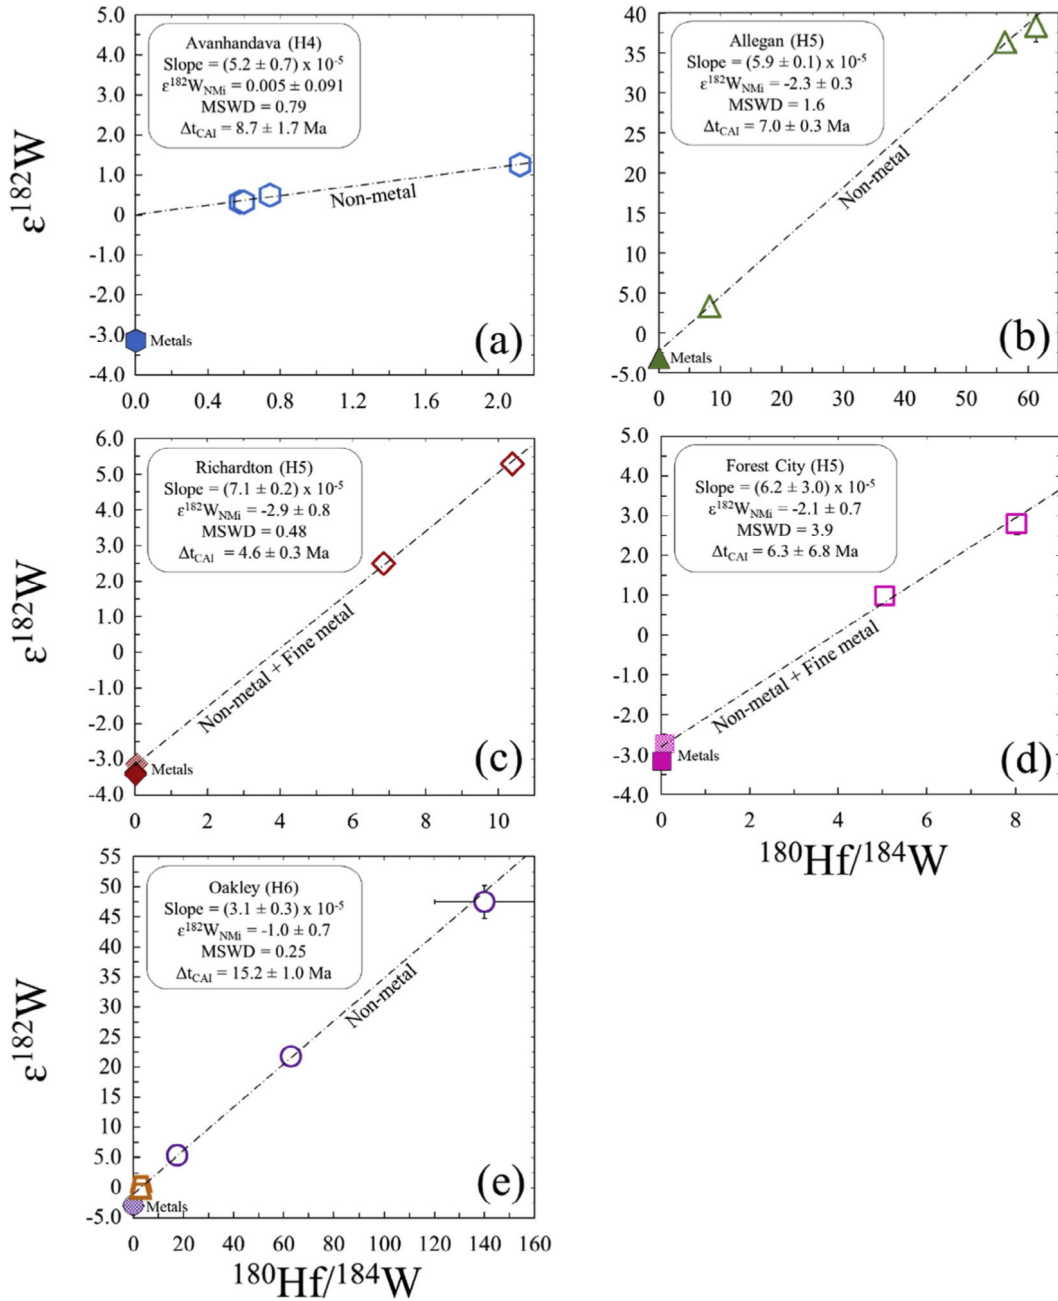 ε182W
5.0
4.0
3.0
2.0
1.0
0
-1.0
-2.0
-3.0
-4.0
Avanhandava (H4)
Slope = (5.2 ± 0.7) x 10-5
ε182WNMi = 0.005 ± 0.091
MSWD = 0.79
ΔtCAI = 8.7 ± 1.7 Ma
Non-metal
Metals
(a)
0.0 0.4 0.8 1.2 1.6 2.0
40
35
30
25
20
15
10
5.0
0
-5.0
Allegan (H5)
Slope = (5.9 ± 0.1) x 10-5
ε182WNMi = -2.3 ± 0.3
MSWD = 1.6
ΔtCAI = 7.0 ± 0.3 Ma
Non-metal
Metals
(b)
0 10 20 30 40 50 60
ε182W
6.0
5.0
4.0
3.0
2.0
1.0
0
-1.0
-2.0
-3.0
-4.0
Richardton (H5)
Slope = (7.1 ± 0.2) x 10-5
ε182WNMi = -2.9 ± 0.8
MSWD = 0.48
ΔtCAI = 4.6 ± 0.3 Ma
Non-metal + Fine metal
Metals
(c)
0 2 4 6 8 10
5.0
4.0
3.0
2.0
1.0
0
-1.0
-2.0
-3.0
-4.0
Forest City (H5)
Slope = (6.2 ± 3.0) x 10-5
ε182WNMi = -2.1 ± 0.7
MSWD = 3.9
ΔtCAI = 6.3 ± 6.8 Ma
Non-metal + Fine metal
Metals
(d)
0 2 4 6 8
180Hf/184W
ε182W
55
50
45
40
35
30
25
20
15
10
5.0
0
-5.0
Oakley (H6)
Slope = (3.1 ± 0.3) x 10-5
ε182WNMi = -1.0 ± 0.7
MSWD = 0.25
ΔtCAI = 15.2 ± 1.0 Ma
Non-metal
Metals
(e)
0 20 40 60 80 100 120 140 160
180Hf/184W